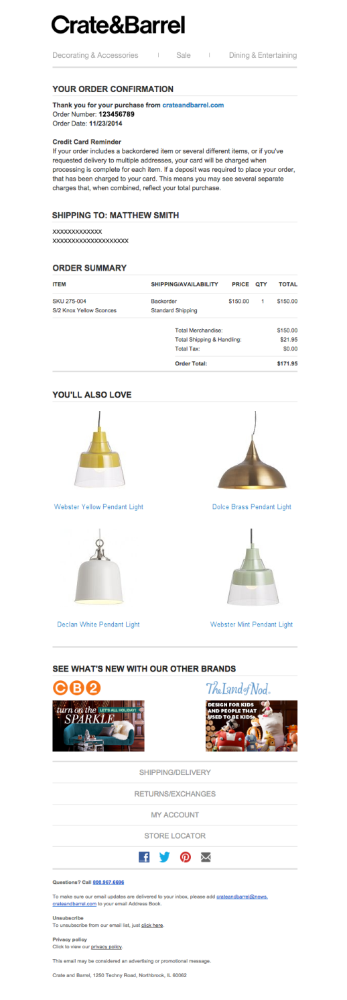 Crate&Barrel
Decorating & Accessories | Sale | Dining & Entertaining
YOUR ORDER CONFIRMATION
Thank you for your purchase from crateandbarrel.com
Order Number: 123456789
Order Date: 11/23/2014
Credit Card Reminder
If your order includes a backordered item or several different items, or if you've
requested delivery to multiple addresses, your card will be charged when
processing is complete for each item. If a deposit was required to place your order,
that has been charged to your card. This means you may see several separate
charges that, when combined, reflect your total purchase.
SHIPPING TO: MATTHEW SMITH
XXXXXXXXXXXXX
XXXXXXXXXXXXXXXXXXXX
ORDER SUMMARY
ITEM SHIPPING/AVAILABILITY PRICE QTY TOTAL
SKU 275-004 Backorder $150.00 1 $150.00
S/2 Knox Yellow Sconces Standard Shipping
Total Merchandise: $150.00
Total Shipping & Handling: $21.95
Total Tax: $0.00
Order Total: $171.95
YOU'LL ALSO LOVE
Webster Yellow Pendant Light Dolce Brass Pendant Light
Declan White Pendant Light Webster Mint Pendant Light
SEE WHAT'S NEW WITH OUR OTHER BRANDS
CB2 The Land of Nod®
turn on the LET'S ALL HOLIDAY!
SPARKLE
DESIGN FOR KIDS
AND PEOPLE THAT
USED TO BE KIDS
SHIPPING/DELIVERY
RETURNS/EXCHANGES
MY ACCOUNT
STORE LOCATOR
Questions? Call 800.967.6696
To make sure our email updates are delivered to your inbox, please add crateandbarrel@news.
crateandbarrel.com to your email Address Book.
Unsubscribe
To unsubscribe from our email list, just click here.
Privacy policy
Click to view our privacy policy.
This email may be considered an advertising or promotional message.
Crate and Barrel, 1250 Techny Road, Northbrook, IL 60062